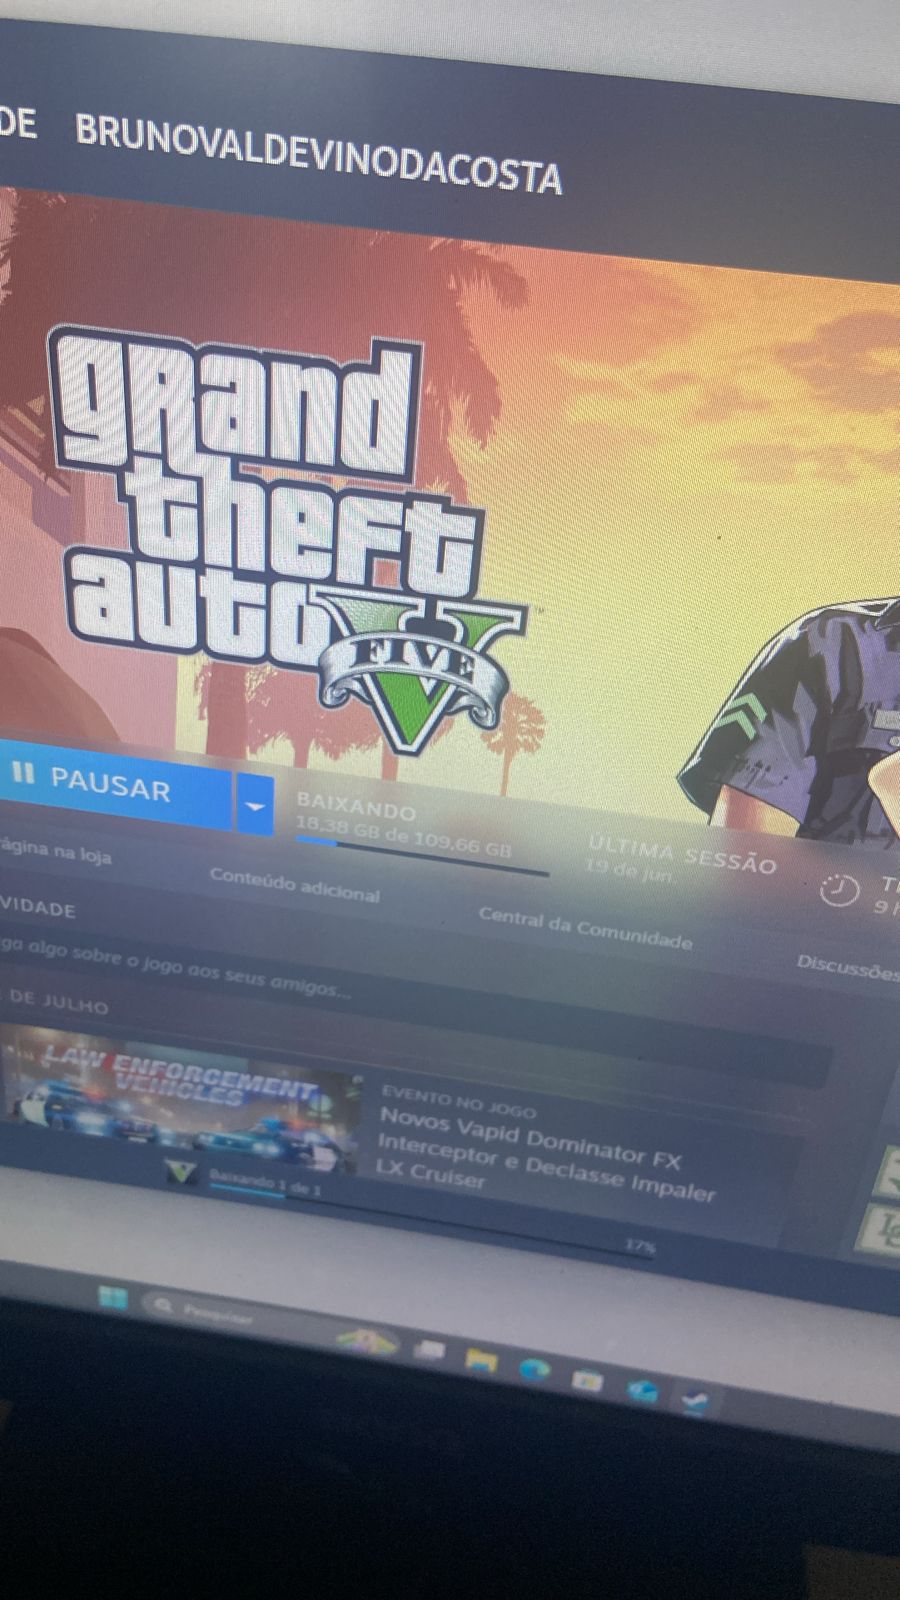 DE BRUNOVALDEVINODACOSTA
grand
theft
auto V
FIVE
PAUSAR
BAIXANDO
18,38 GB de 109,66 GB
ÚLTIMA SESSÃO
19 de jun.
9 h
ágina na loja
Conteúdo adicional
Central da Comunidade
Discussões
VIDADE
ga algo sobre o jogo aos seus amigos...
DE JULHO
LAW ENFORCEMENT
VEHICLES
EVENTO NO JOGO
Novos Vapid Dominator FX
Interceptor e Declasse Impaler
LX Cruiser
Baixando 1 de 1
17%
Pesquisar